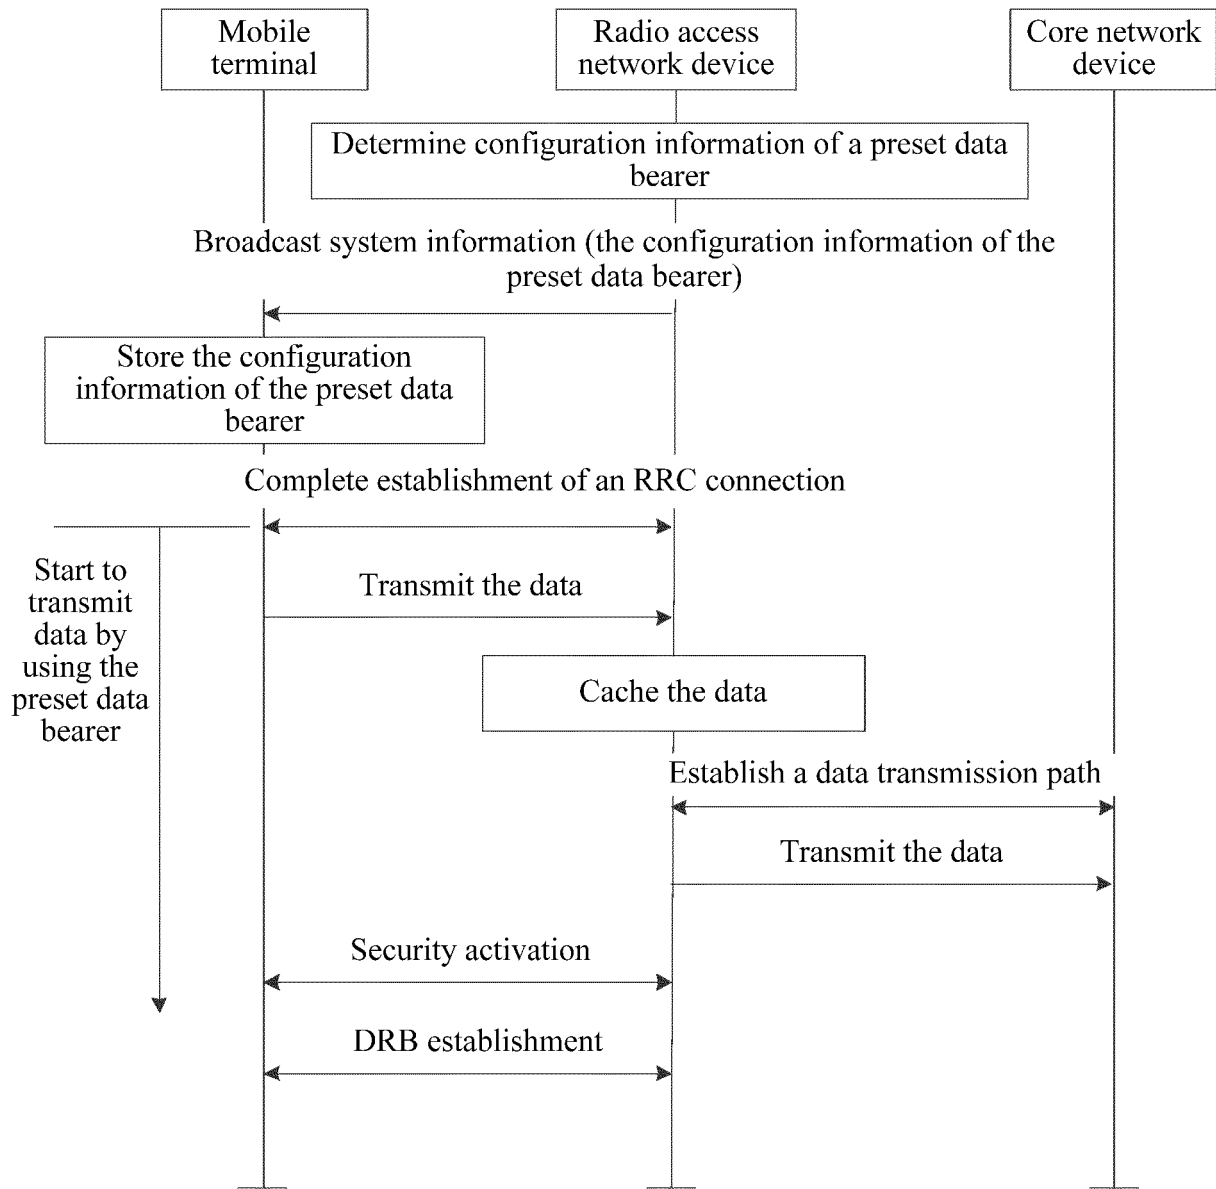 Mobile
terminal
Radio access
network device
Core network
device
Determine configuration information of a preset data
bearer
Broadcast system information (the configuration information of the
preset data bearer)
Store the configuration
information of the preset data
bearer
Complete establishment of an RRC connection
Start to
transmit
data by
using the
preset data
bearer
Transmit the data
Cache the data
Establish a data transmission path
Transmit the data
Security activation
DRB establishment